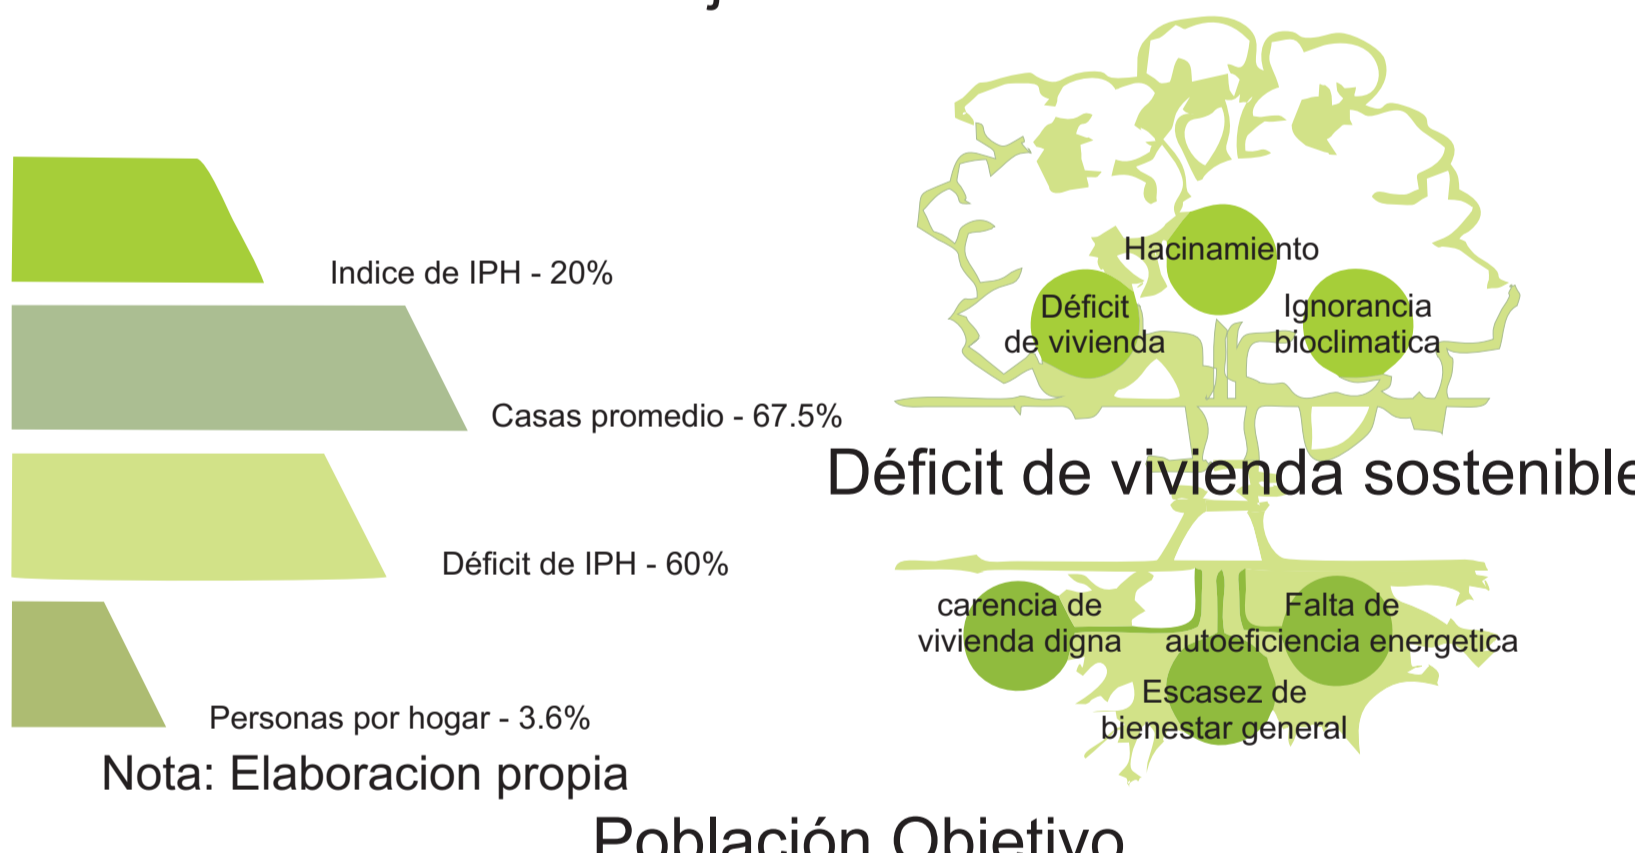 Indice de IPH - 20%
Casas promedio - 67.5%
Déficit de IPH - 60%
Personas por hogar - 3.6%
Nota: Elaboracion propia
Hacinamiento
Déficit
de vivienda
Ignorancia
bioclimatica
Déficit de vivienda sostenible
carencia de
vivienda digna
Falta de
autoeficiencia energetica
Escasez de
bienestar general
Población Objetivo